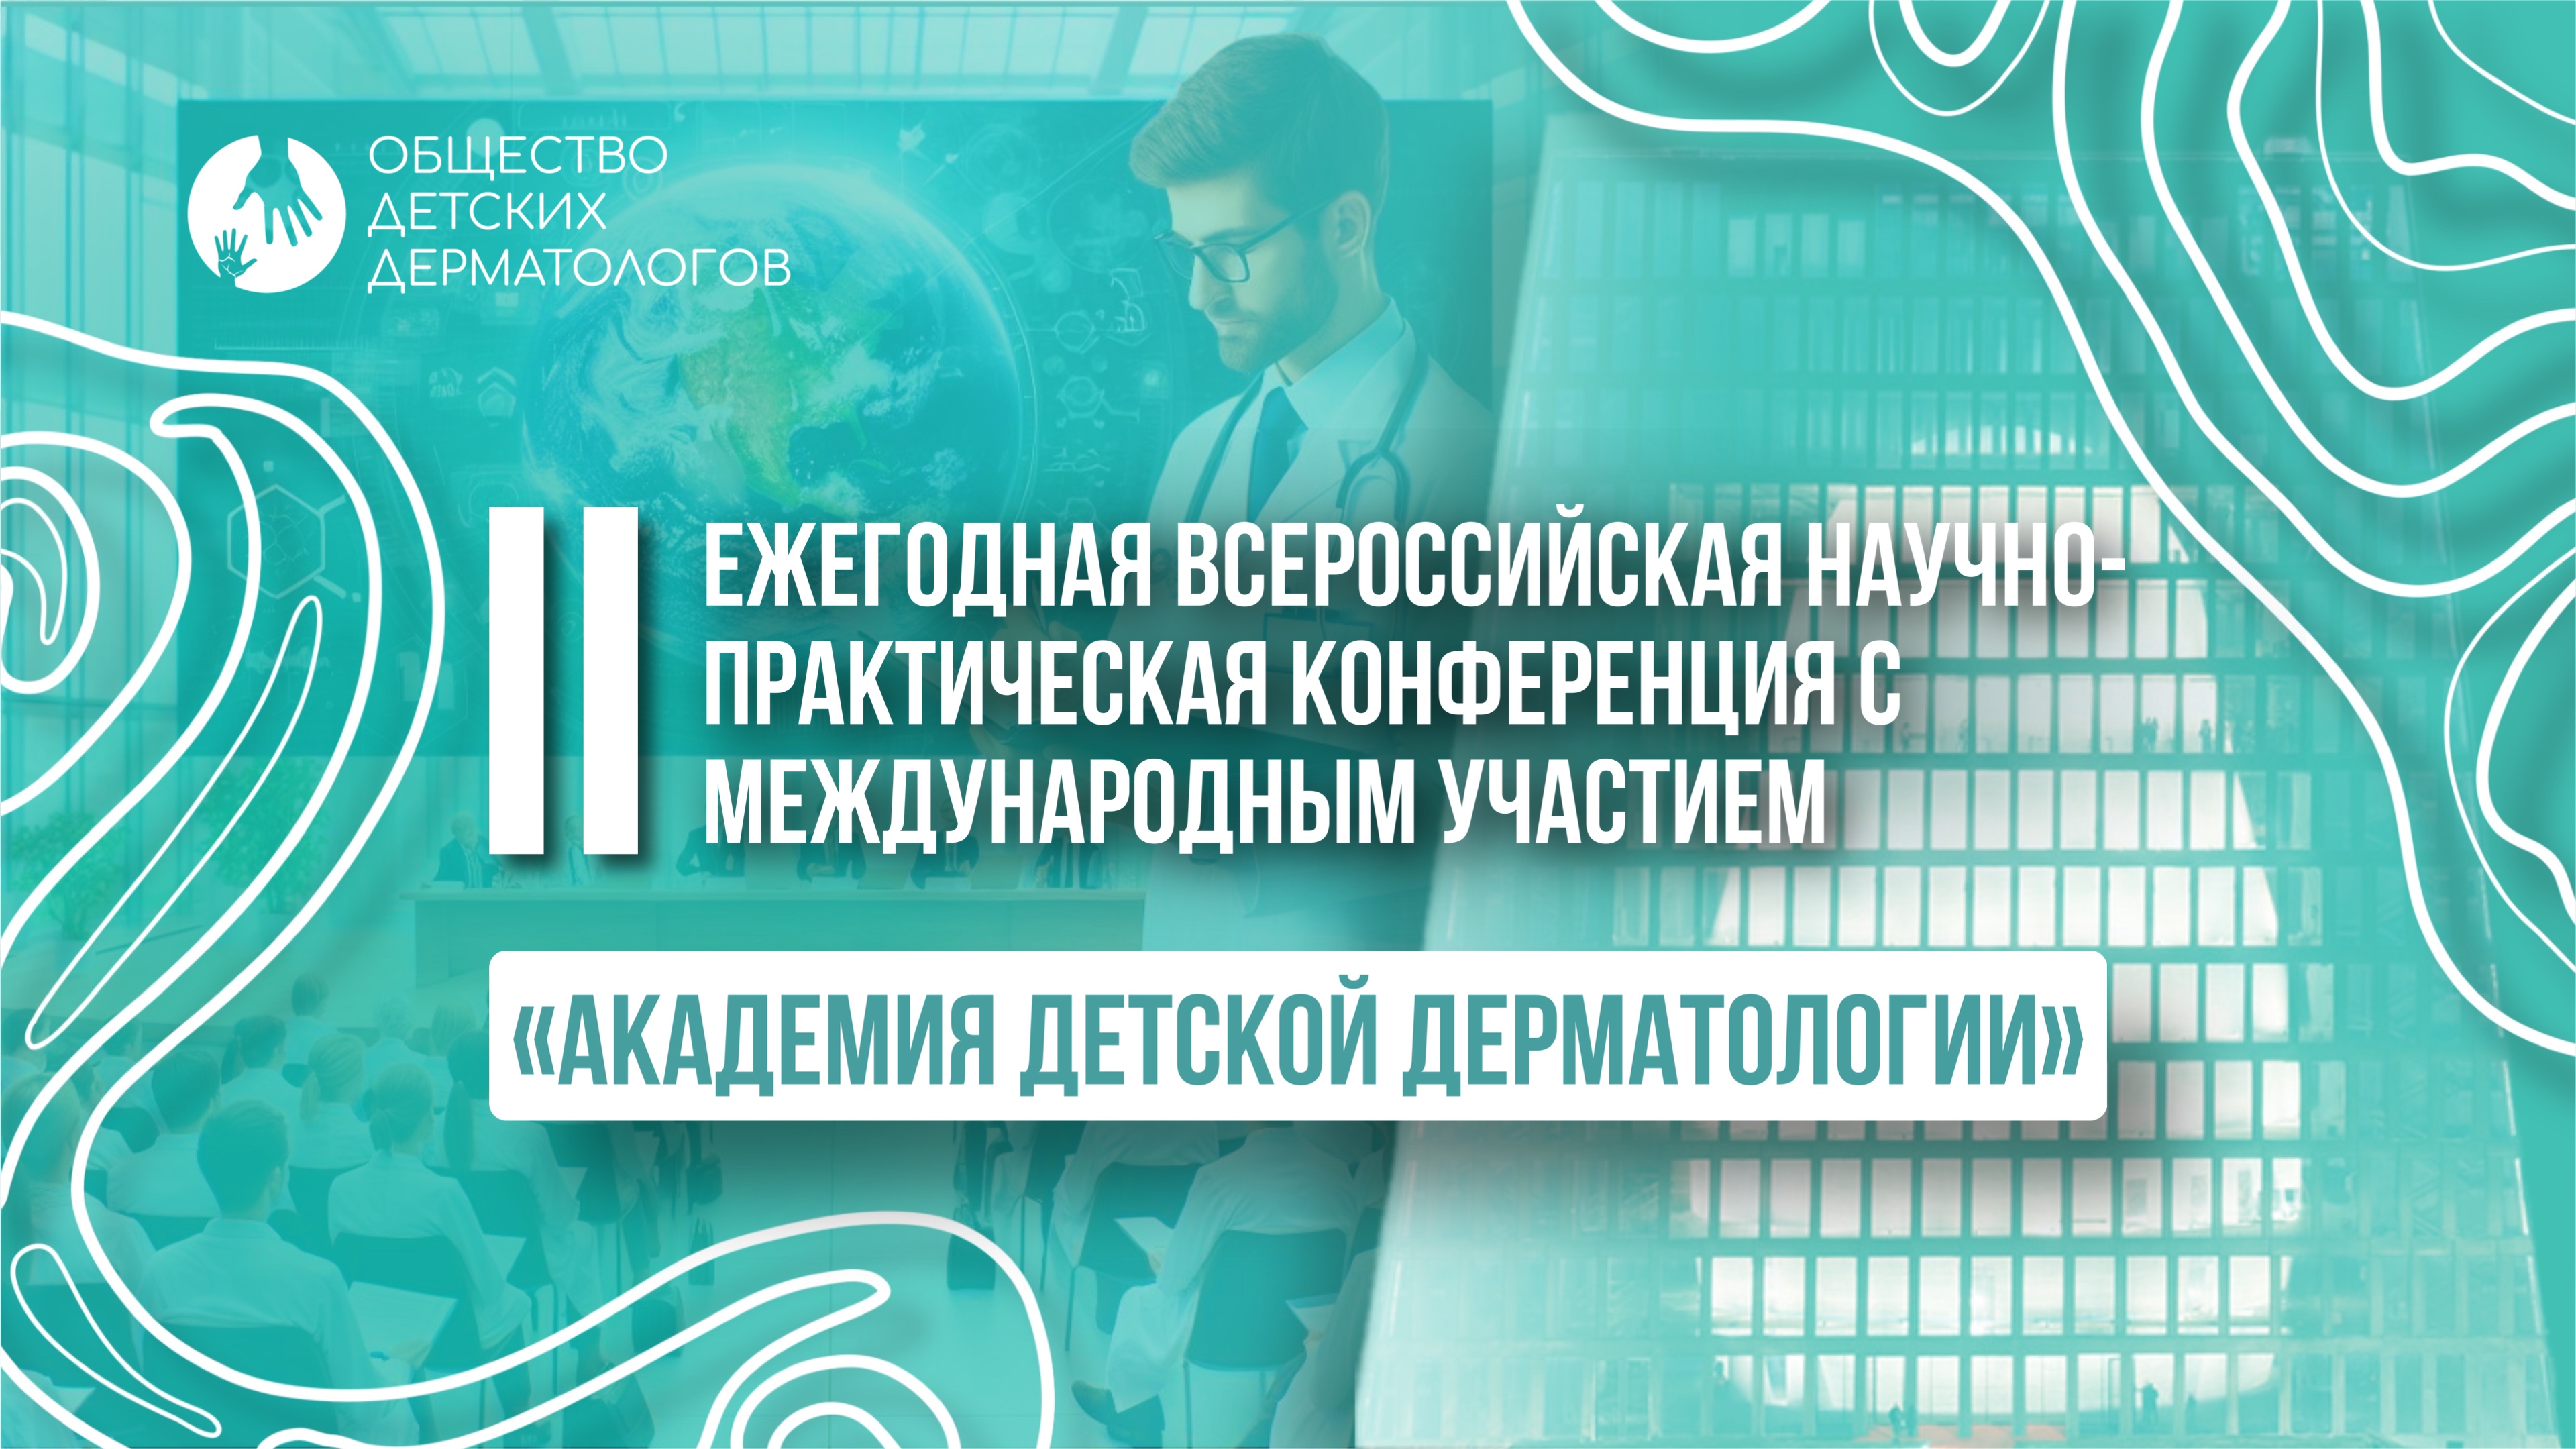 ОБЩЕСТВО
ДЕТСКИХ
ДЕРМАТОЛОГОВ
II
ЕЖЕГОДНАЯ ВСЕРОССИЙСКАЯ НАУЧНО-
ПРАКТИЧЕСКАЯ КОНФЕРЕНЦИЯ С
МЕЖДУНАРОДНЫМ УЧАСТИЕМ
«АКАДЕМИЯ ДЕТСКОЙ ДЕРМАТОЛОГИИ»